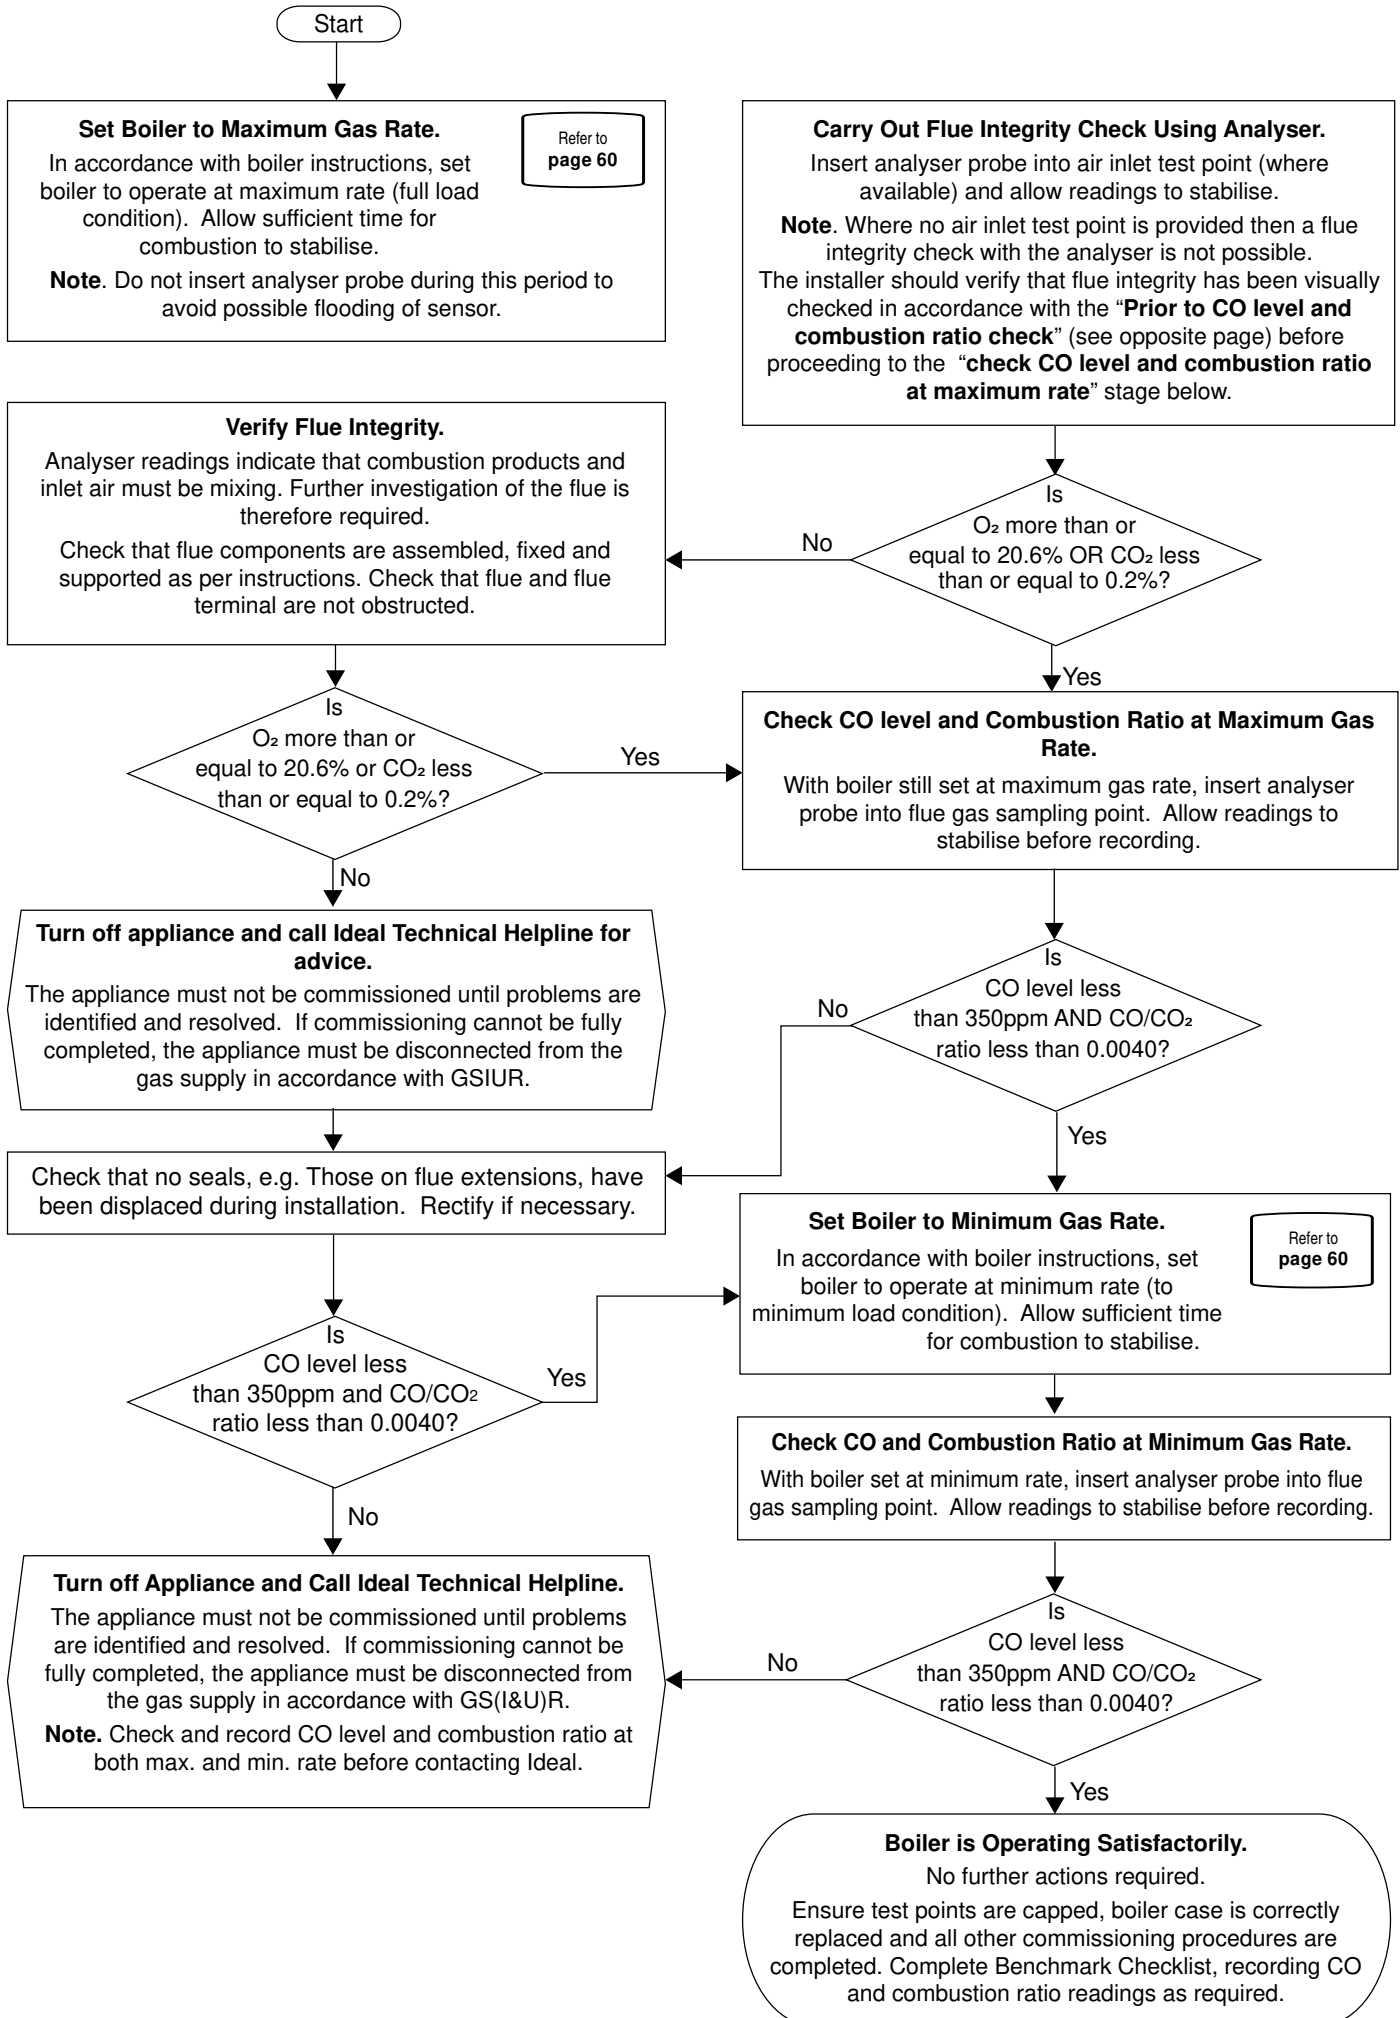 Start
Set Boiler to Maximum Gas Rate.
In accordance with boiler instructions, set
boiler to operate at maximum rate (full load
condition).  Allow sufficient time for
combustion to stabilise.
Note. Do not insert analyser probe during this period to
avoid possible flooding of sensor.
Refer to
page 60
Carry Out Flue Integrity Check Using Analyser.
Insert analyser probe into air inlet test point (where
available) and allow readings to stabilise.
Note. Where no air inlet test point is provided then a flue
integrity check with the analyser is not possible.
The installer should verify that flue integrity has been visually
checked in accordance with the “Prior to CO level and
combustion ratio check” (see opposite page) before
proceeding to the  “check CO level and combustion ratio
at maximum rate” stage below.
Is
O₂ more than or
equal to 20.6% OR CO₂ less
than or equal to 0.2%?
No
Yes
Verify Flue Integrity.
Analyser readings indicate that combustion products and
inlet air must be mixing. Further investigation of the flue is
therefore required.
Check that flue components are assembled, fixed and
supported as per instructions. Check that flue and flue
terminal are not obstructed.
Is
O₂ more than or
equal to 20.6% or CO₂ less
than or equal to 0.2%?
Yes
No
Check CO level and Combustion Ratio at Maximum Gas
Rate.
With boiler still set at maximum gas rate, insert analyser
probe into flue gas sampling point.  Allow readings to
stabilise before recording.
Turn off appliance and call Ideal Technical Helpline for
advice.
The appliance must not be commissioned until problems are
identified and resolved.  If commissioning cannot be fully
completed, the appliance must be disconnected from the
gas supply in accordance with GSIUR.
Is
CO level less
than 350ppm AND CO/CO₂
ratio less than 0.0040?
No
Yes
Check that no seals, e.g. Those on flue extensions, have
been displaced during installation.  Rectify if necessary.
Set Boiler to Minimum Gas Rate.
In accordance with boiler instructions, set
boiler to operate at minimum rate (to
minimum load condition).  Allow sufficient time
for combustion to stabilise.
Refer to
page 60
Is
CO level less
than 350ppm and CO/CO₂
ratio less than 0.0040?
Yes
No
Check CO and Combustion Ratio at Minimum Gas Rate.
With boiler set at minimum rate, insert analyser probe into flue
gas sampling point.  Allow readings to stabilise before recording.
Turn off Appliance and Call Ideal Technical Helpline.
The appliance must not be commissioned until problems
are identified and resolved.  If commissioning cannot be
fully completed, the appliance must be disconnected from
the gas supply in accordance with GS(I&U)R.
Note. Check and record CO level and combustion ratio at
both max. and min. rate before contacting Ideal.
Is
CO level less
than 350ppm AND CO/CO₂
ratio less than 0.0040?
No
Yes
Boiler is Operating Satisfactorily.
No further actions required.
Ensure test points are capped, boiler case is correctly
replaced and all other commissioning procedures are
completed. Complete Benchmark Checklist, recording CO
and combustion ratio readings as required.